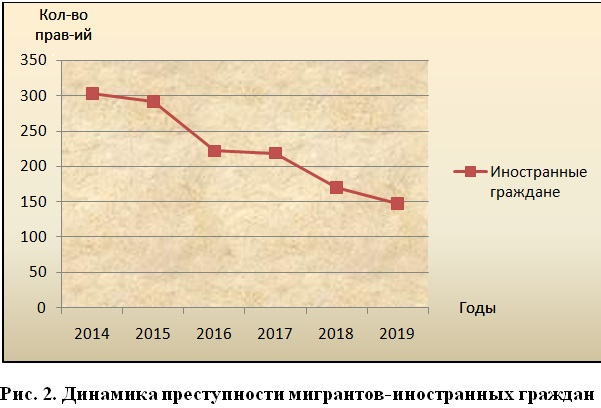 Кол-во
прав-ий
350
300
250
200
150
100
50
0
2014 2015 2016 2017 2018 2019
Годы
Иностранные
граждане
Рис. 2. Динамика преступности мигрантов-иностранных граждан